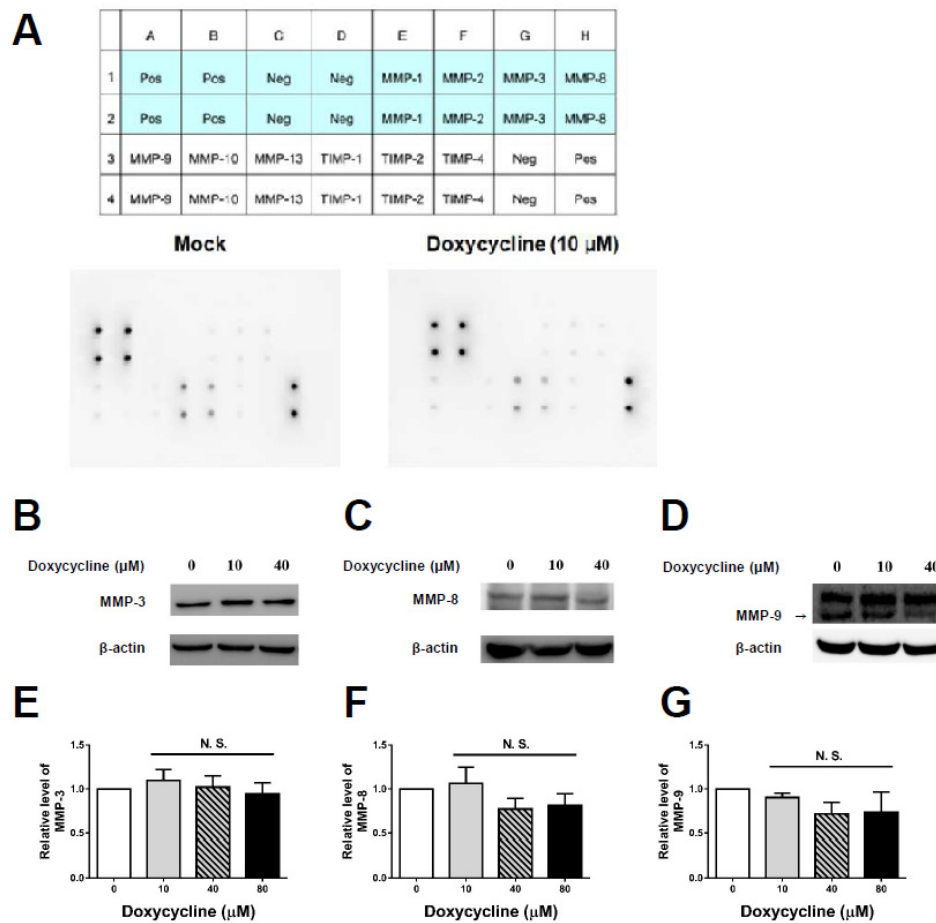 A
A B C D E F G H
1 Pos Pos Neg Neg MMP-1 MMP-2 MMP-3 MMP-8
2 Pos Pos Neg Neg MMP-1 MMP-2 MMP-3 MMP-8
3 MMP-9 MMP-10 MMP-13 TIMP-1 TIMP-2 TIMP-4 Neg Pos
4 MMP-9 MMP-10 MMP-13 TIMP-1 TIMP-2 TIMP-4 Neg Pos
Mock Doxycycline (10 µM)
B C D
Doxycycline (µM) 0 10 40 Doxycycline (µM) 0 10 40 Doxycycline (µM) 0 10 40
MMP-3 MMP-8 MMP-9 →
β-actin β-actin β-actin
E F G
Relative level of
MMP-3
1.5
1.0
0.5
0.0
N. S.
0 10 40 80
Doxycycline (µM)
Relative level of
MMP-8
1.5
1.0
0.5
0.0
N. S.
0 10 40 80
Doxycycline (µM)
Relative level of
MMP-9
1.5
1.0
0.5
0.0
N. S.
0 10 40 80
Doxycycline (µM)